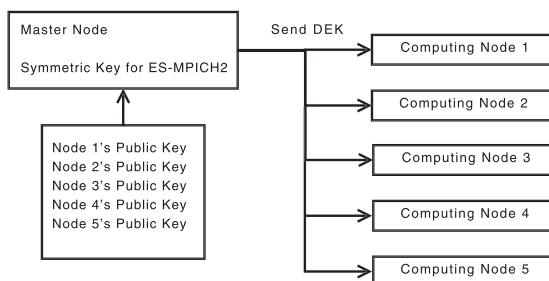 Master Node
Symmetric Key for ES-MPICH2
Send DEK
Computing Node 1
Computing Node 2
Computing Node 3
Computing Node 4
Computing Node 5
Node 1's Public Key
Node 2's Public Key
Node 3's Public Key
Node 4's Public Key
Node 5's Public Key